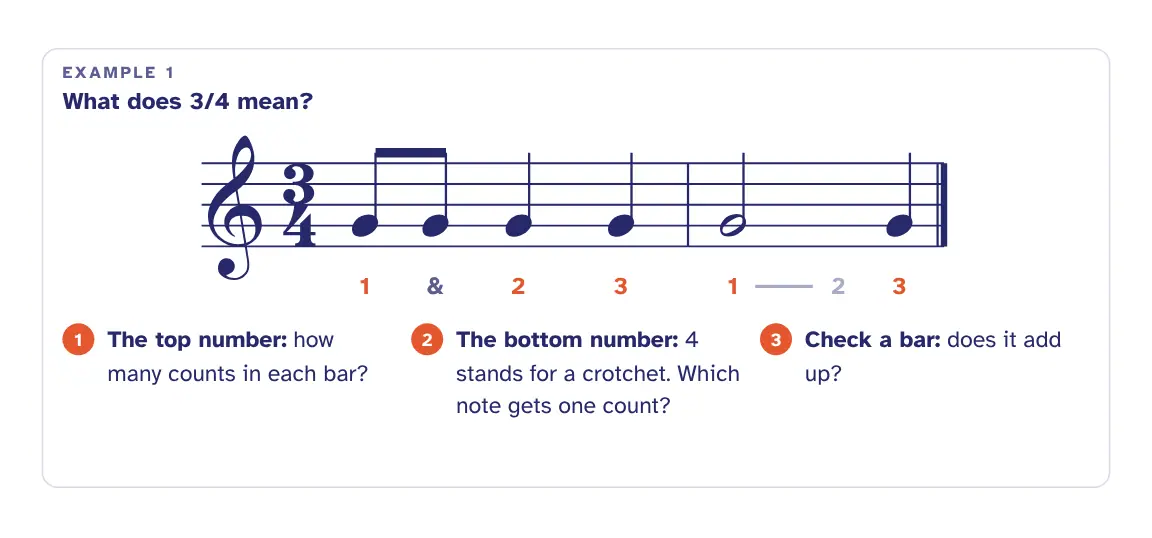 EXAMPLE 1
What does 3/4 mean?
3
4
1 & 2 3 1 2 3
1 The top number: how
many counts in each bar?
2 The bottom number: 4
stands for a crotchet. Which
note gets one count?
3 Check a bar: does it add
up?